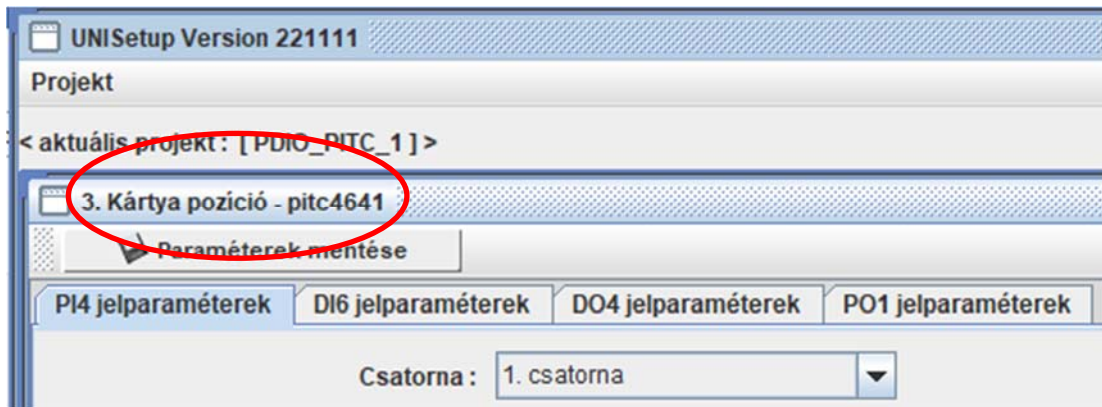 UNISetup Version 221111
Projekt
< aktuális projekt : [ PDIO_PITC_1 ] >
3. Kártya pozíció - pitc4641
Paraméterek mentése
PI4 jelparaméterek DI6 jelparaméterek DO4 jelparaméterek PO1 jelparaméterek
Csatorna : 1. csatorna